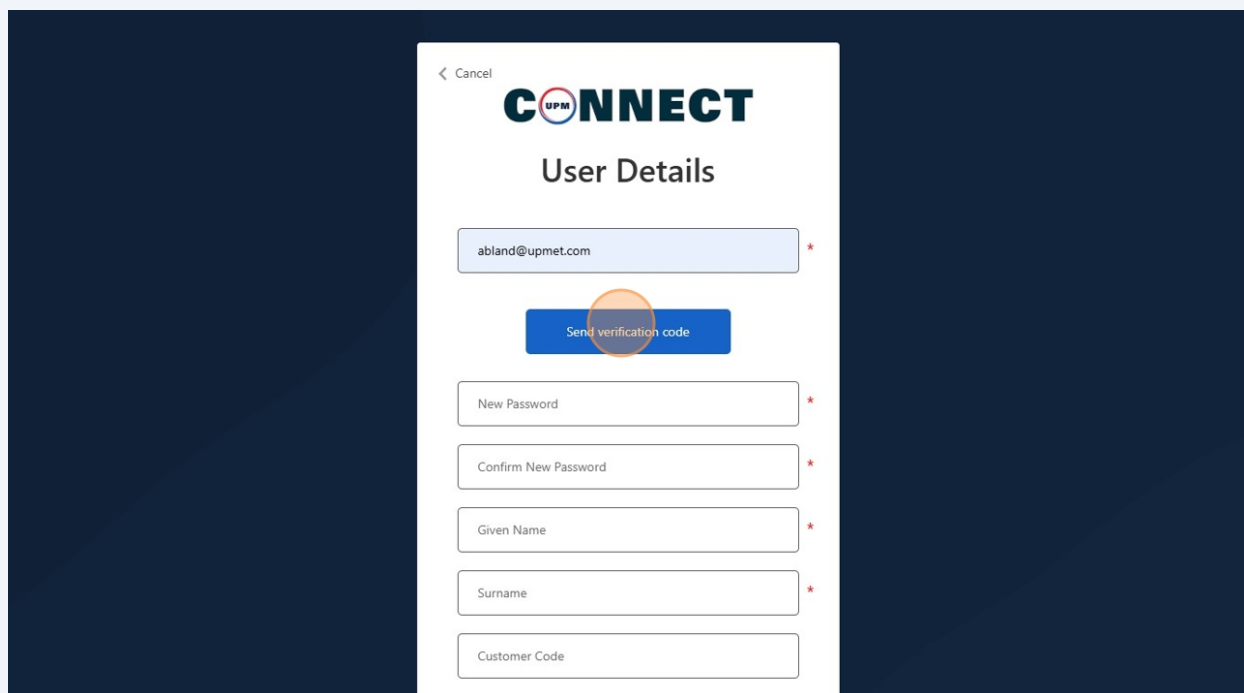 Cancel
CONNECT
UPM
User Details
abland@upmet.com
*
Send verification code
New Password
*
Confirm New Password
*
Given Name
*
Surname
*
Customer Code